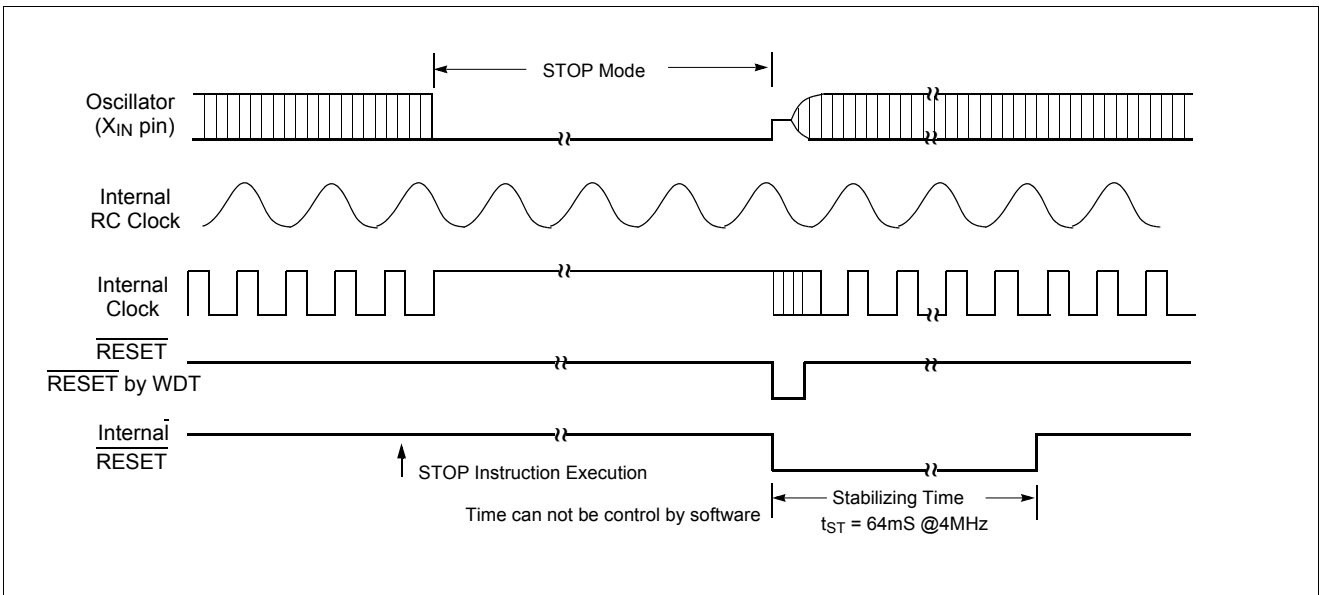 STOP Mode
Oscillator
(XIN pin)
Internal
RC Clock
Internal
Clock
RESET
RESET by WDT
Internal
RESET
STOP Instruction Execution
Time can not be control by software
Stabilizing Time
tST = 64mS @4MHz